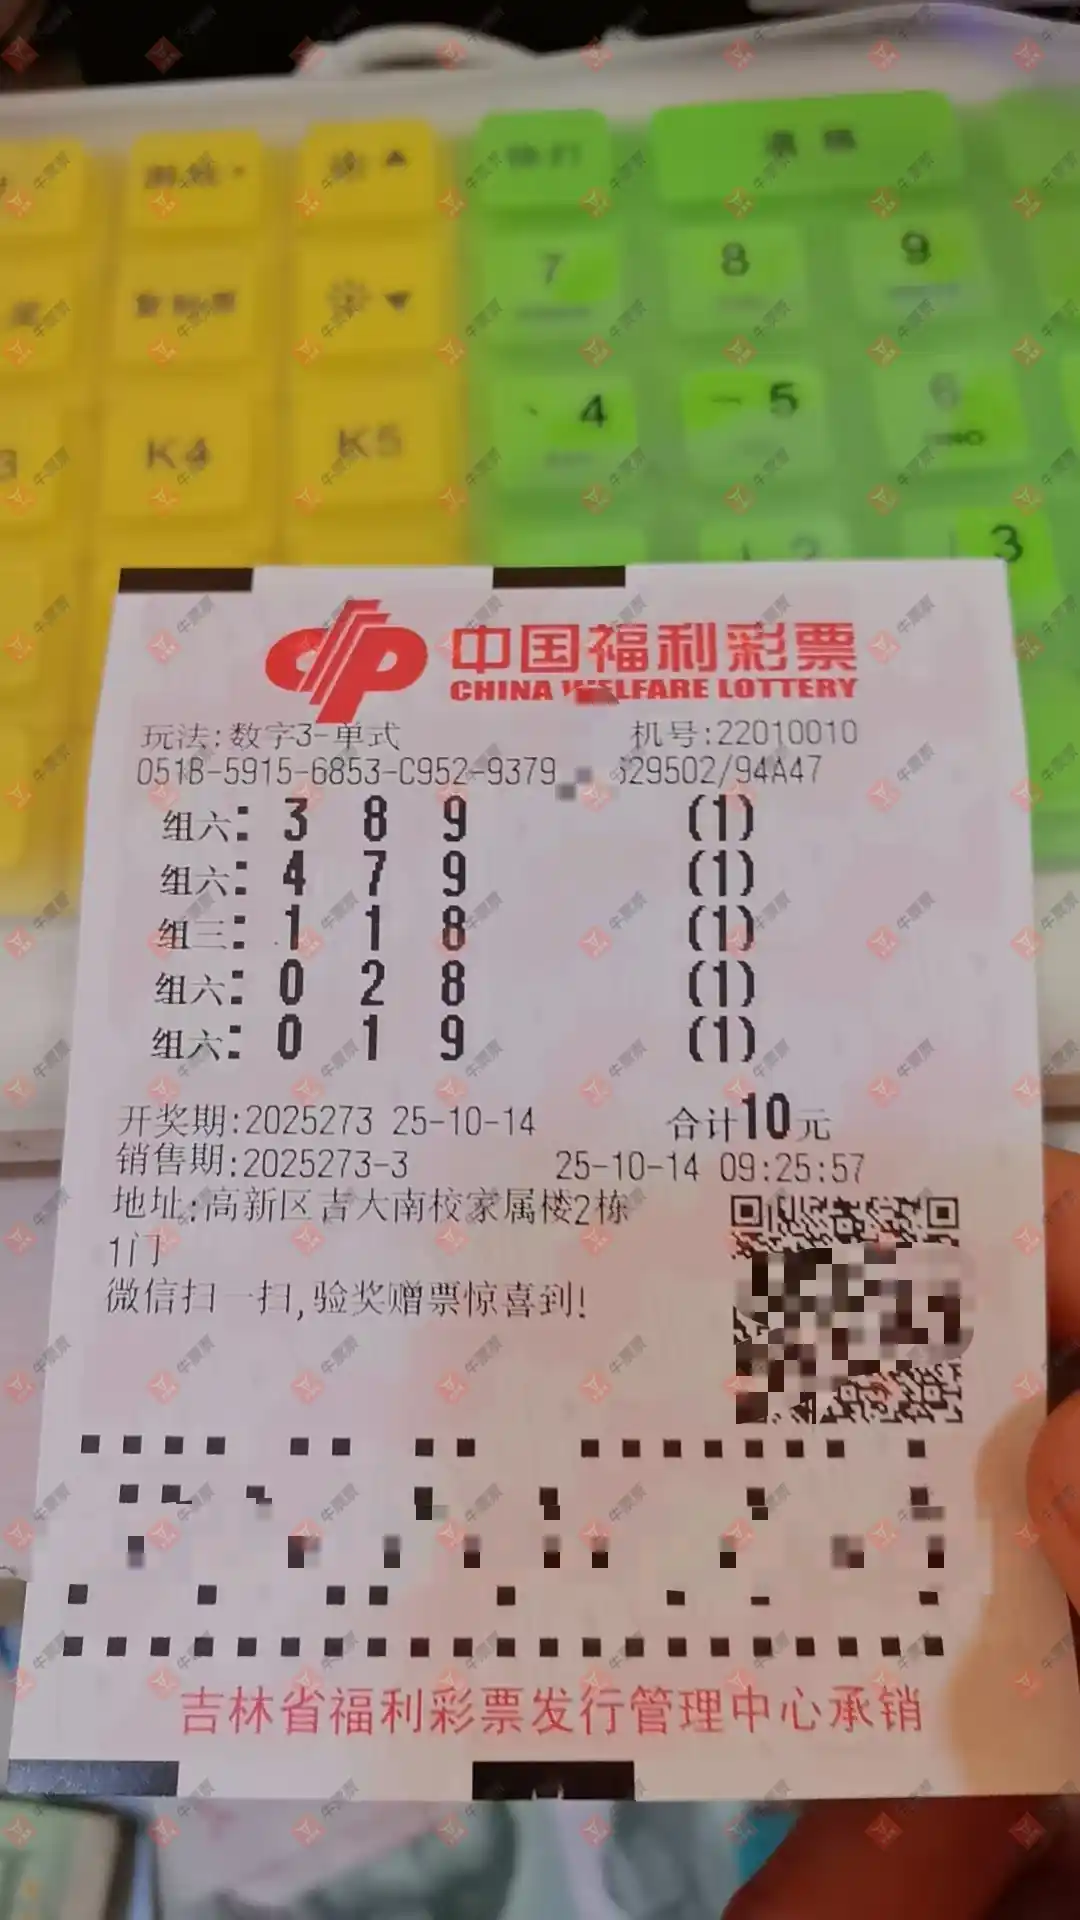 7 8 9
K4 K5 4 5 6
3
中国福利彩票
CHINA WELFARE LOTTERY
玩法:数字3-单式 机号:22010010
051B-5915-6853-C952-9379 629502/94A47
组六: 3 8 9 (1)
组六: 4 7 9 (1)
组三: 1 1 8 (1)
组六: 0 2 8 (1)
组六: 0 1 9 (1)
开奖期:2025273 25-10-14 合计10元
销售期:2025273-3 25-10-14 09:25:57
地址:高新区吉大南校家属楼2栋
1门
微信扫一扫,验奖赠票惊喜到!
吉林省福利彩票发行管理中心承销
牛票票